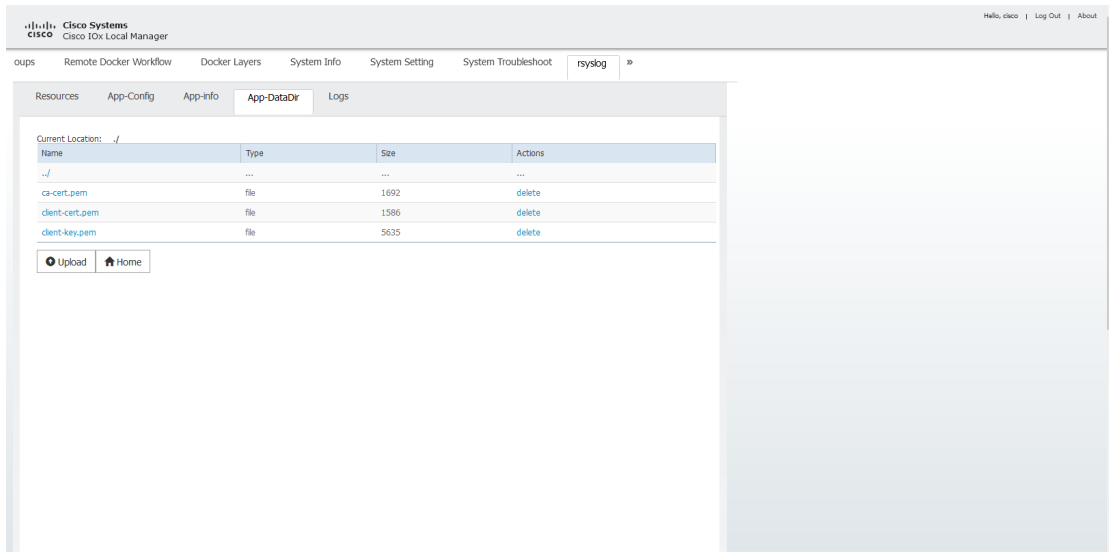 Hello, cisco | Log Out | About
Cisco Systems
CISCO Cisco IOx Local Manager
oups Remote Docker Workflow Docker Layers System Info System Setting System Troubleshoot rsyslog »
Resources App-Config App-info App-DataDir Logs
Current Location: ./
Name Type Size Actions
../ ... ... ...
ca-cert.pem file 1692 delete
client-cert.pem file 1586 delete
client-key.pem file 5635 delete
Upload Home